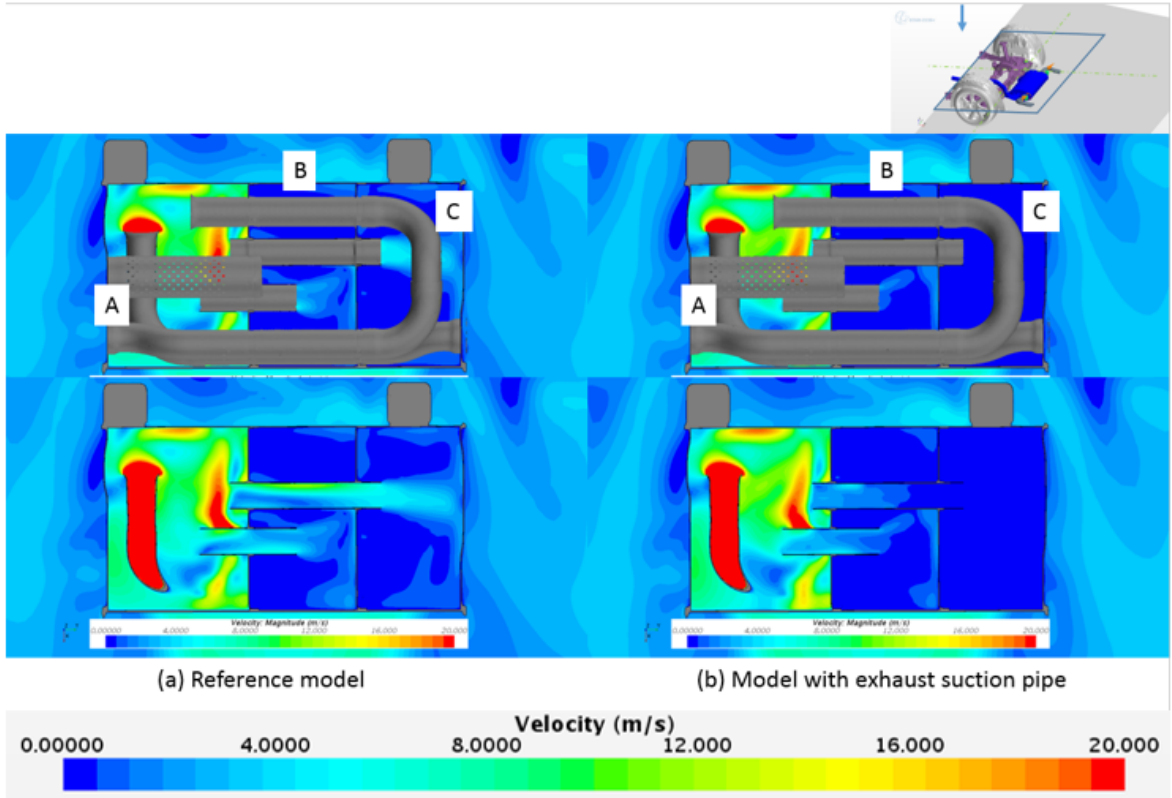 B
B
C
C
A
A
Velocity: Magnitude (m/s)
Velocity: Magnitude (m/s)
0.00000 4.0000 8.0000 12.000 16.000 20.000
0.00000 4.0000 8.0000 12.000 16.000 20.000
(a) Reference model
(b) Model with exhaust suction pipe
Velocity (m/s)
0.00000 4.0000 8.0000 12.000 16.000 20.000